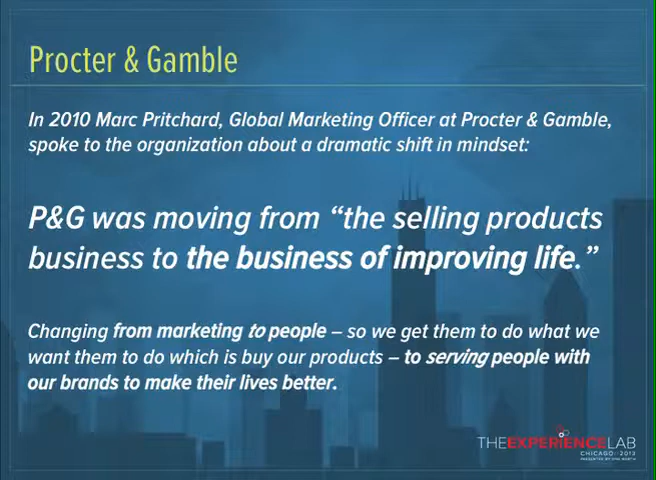 Procter & Gamble
In 2010 Marc Pritchard, Global Marketing Officer at Procter & Gamble,
spoke to the organization about a dramatic shift in mindset:
P&G was moving from “the selling products
business to the business of improving life.”
Changing from marketing to people – so we get them to do what we
want them to do which is buy our products – to serving people with
our brands to make their lives better.
THEEXPERIENCELAB
CHICAGO 2013